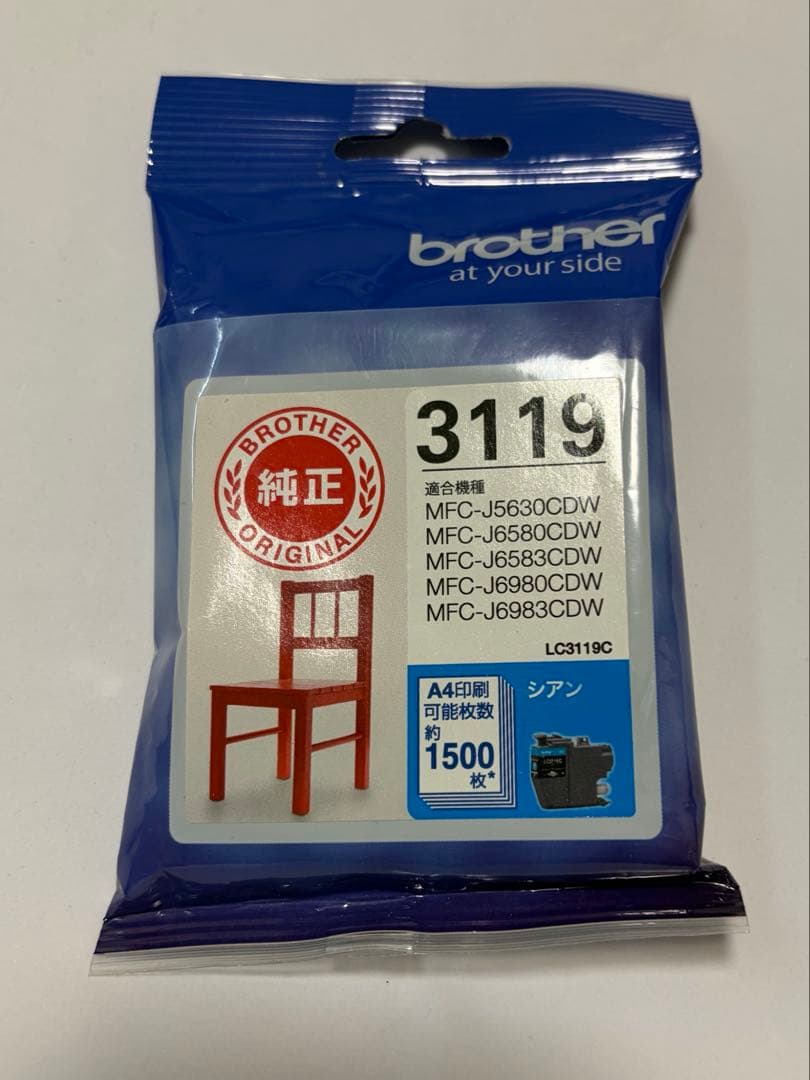 brother
at your side
BROTHER
純正
ORIGINAL
3119
適合機種
MFC-J5630CDW
MFC-J6580CDW
MFC-J6583CDW
MFC-J6980CDW
MFC-J6983CDW
LC3119C
A4印刷
可能枚数
約
1500
枚*
シアン